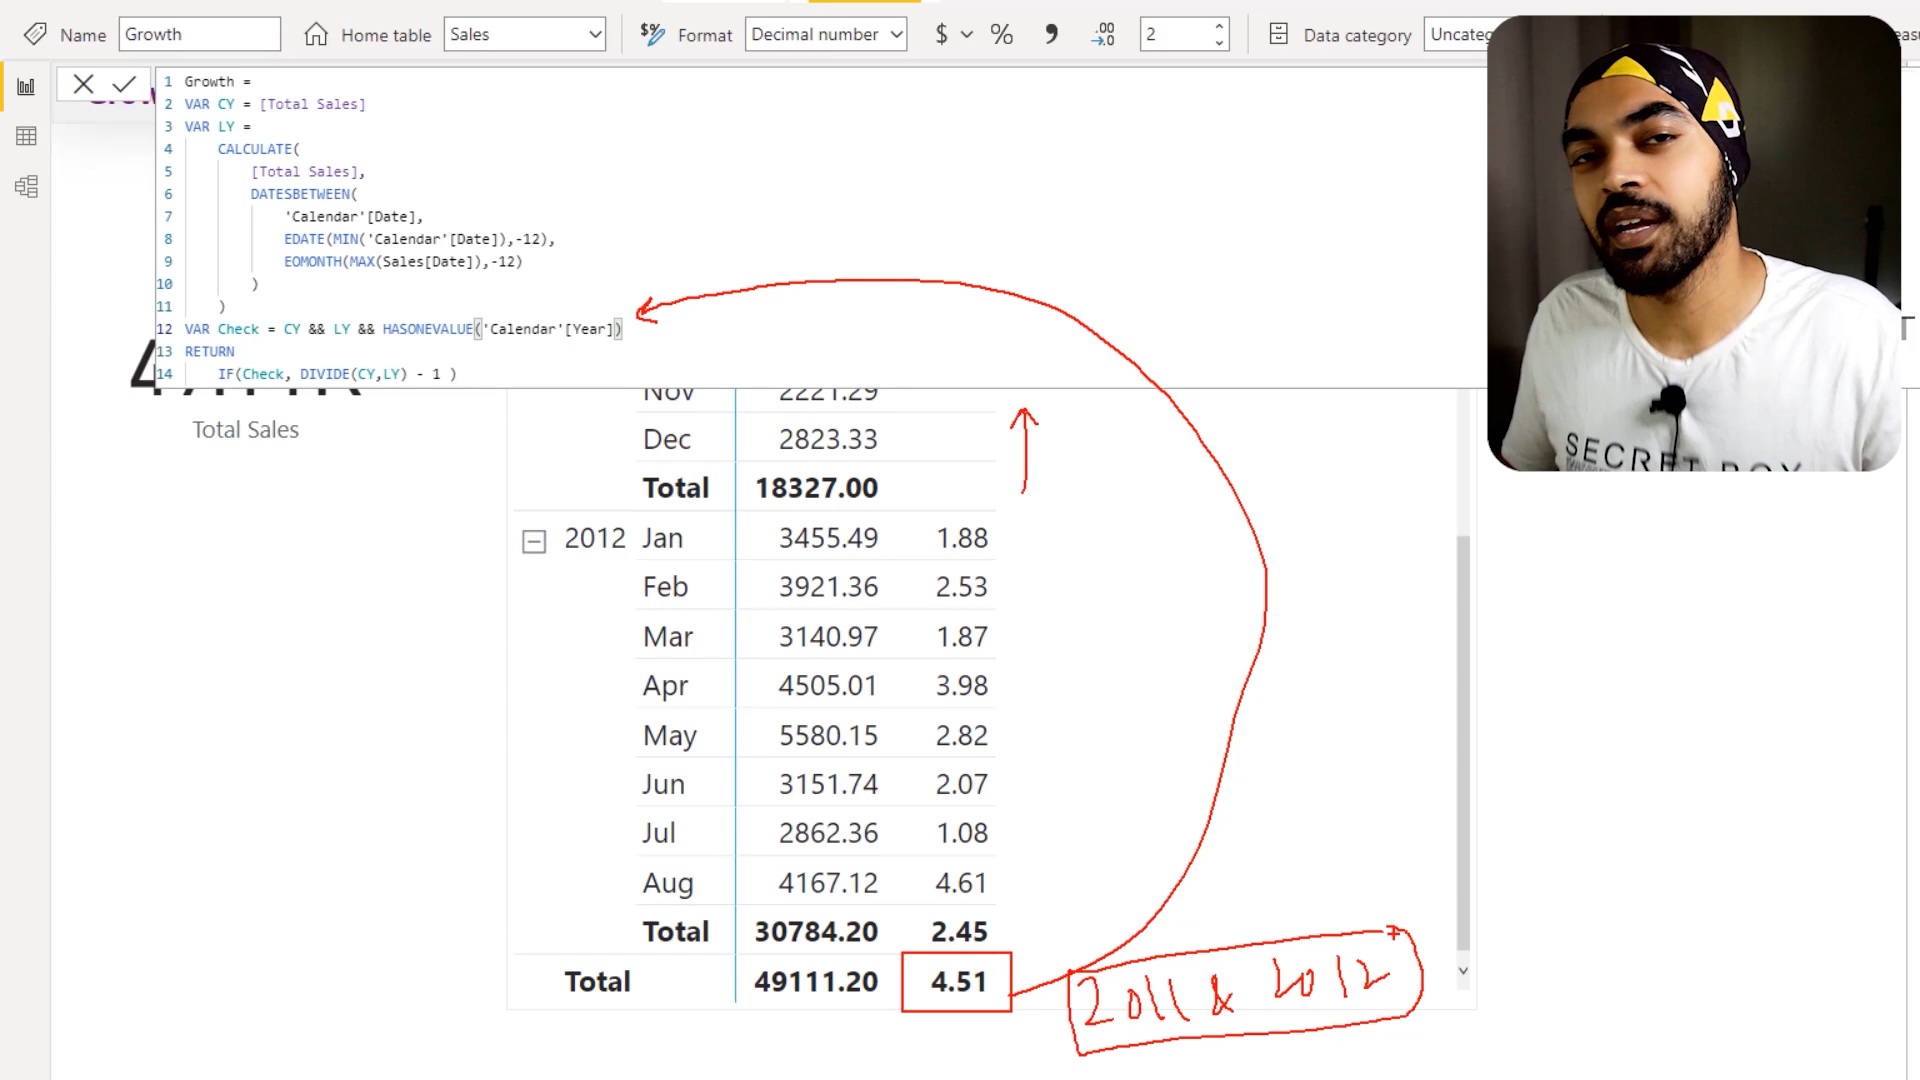 Name Growth Home table Sales Format Decimal number $ % 2 Data category Uncateg
1 Growth =
2 VAR CY = [Total Sales]
3 VAR LY =
4 CALCULATE(
5 [Total Sales],
6 DATESBETWEEN(
7 'Calendar'[Date],
8 EDATE(MIN('Calendar'[Date]),-12),
9 EOMONTH(MAX(Sales[Date]),-12)
10 )
11 )
12 VAR Check = CY && LY && HASONEVALUE('Calendar'[Year])
13 RETURN
14 IF(Check, DIVIDE(CY,LY) - 1 )
Total Sales
Nov 2221.29
Dec 2823.33
Total 18327.00
2012 Jan 3455.49 1.88
Feb 3921.36 2.53
Mar 3140.97 1.87
Apr 4505.01 3.98
May 5580.15 2.82
Jun 3151.74 2.07
Jul 2862.36 1.08
Aug 4167.12 4.61
Total 30784.20 2.45
Total 49111.20 4.51
2011 & 2012
SECRET BOX